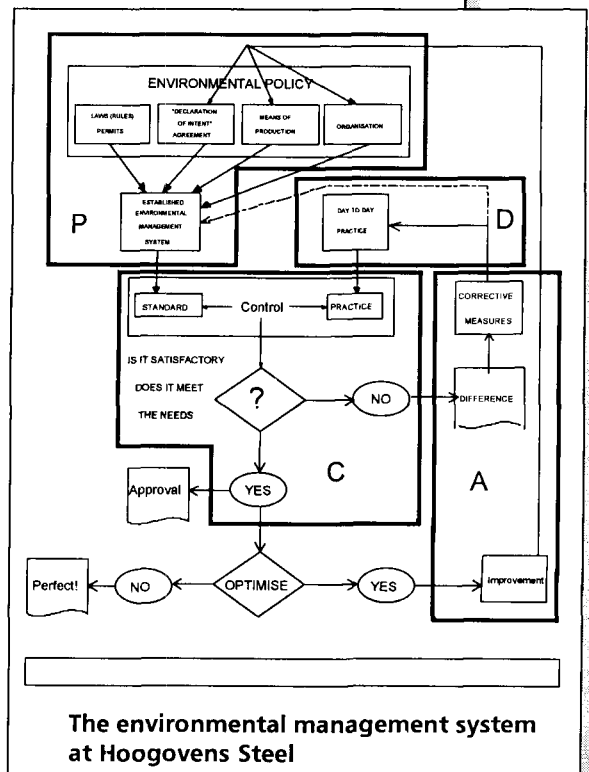 ENVIRONMENTAL POLICY
LAWS (RULES)
PERMITS
"DECLARATION
OF INTENT"
AGREEMENT
MEANS OF
PRODUCTION
ORGANISATION
P
ESTABLISHED
ENVIRONMENTAL
MANAGEMENT
SYSTEM
DAY TO DAY
PRACTICE
D
STANDARD
Control
PRACTICE
CORRECTIVE
MEASURES
IS IT SATISFACTORY
DOES IT MEET
THE NEEDS
?
NO
DIFFERENCE
Approval
YES
C
A
Perfect!
NO
OPTIMISE
YES
Improvement
The environmental management system
at Hoogovens Steel